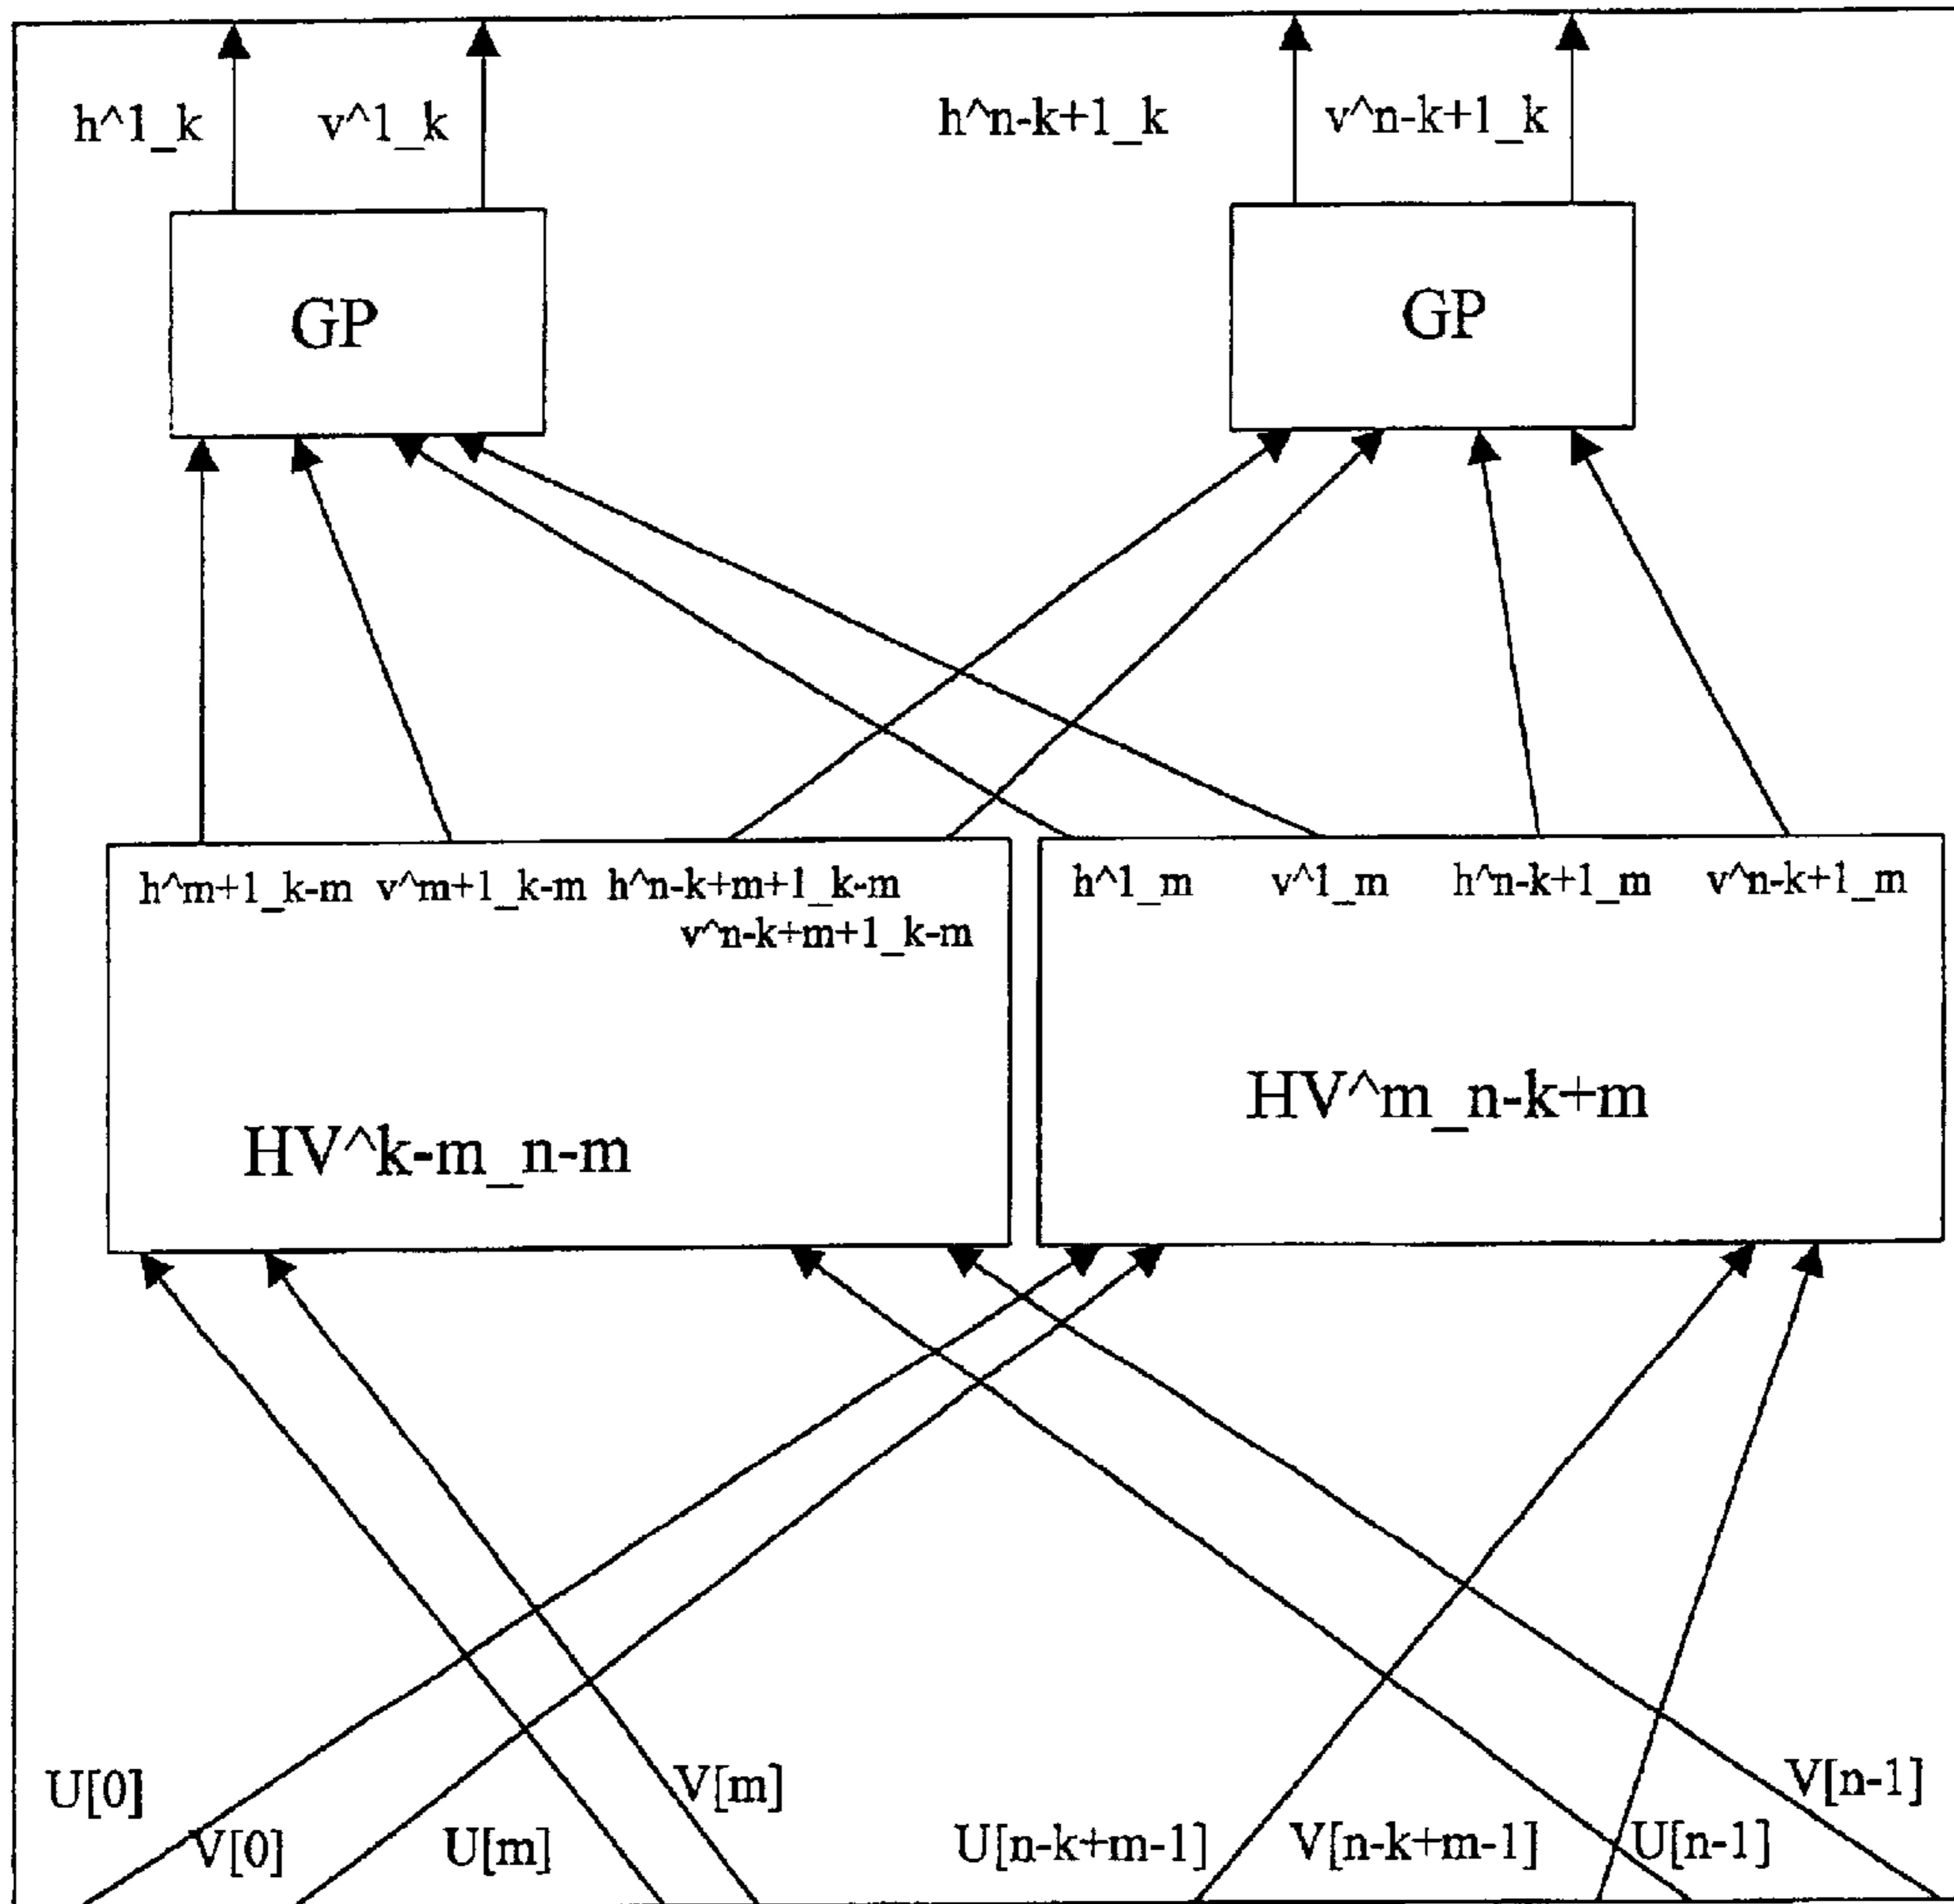 h^1_k v^1_k h^n-k+1_k v^n-k+1_k
GP GP
h^m+1_k-m v^m+1_k-m h^n-k+m+1_k-m
v^n-k+m+1_k-m
h^1_m v^1_m h^n-k+1_m v^n-k+1_m
HV^k-m_n-m
HV^m_n-k+m
U[0] V[0] U[m] V[m] U[n-k+m-1] V[n-k+m-1] U[n-1] V[n-1]